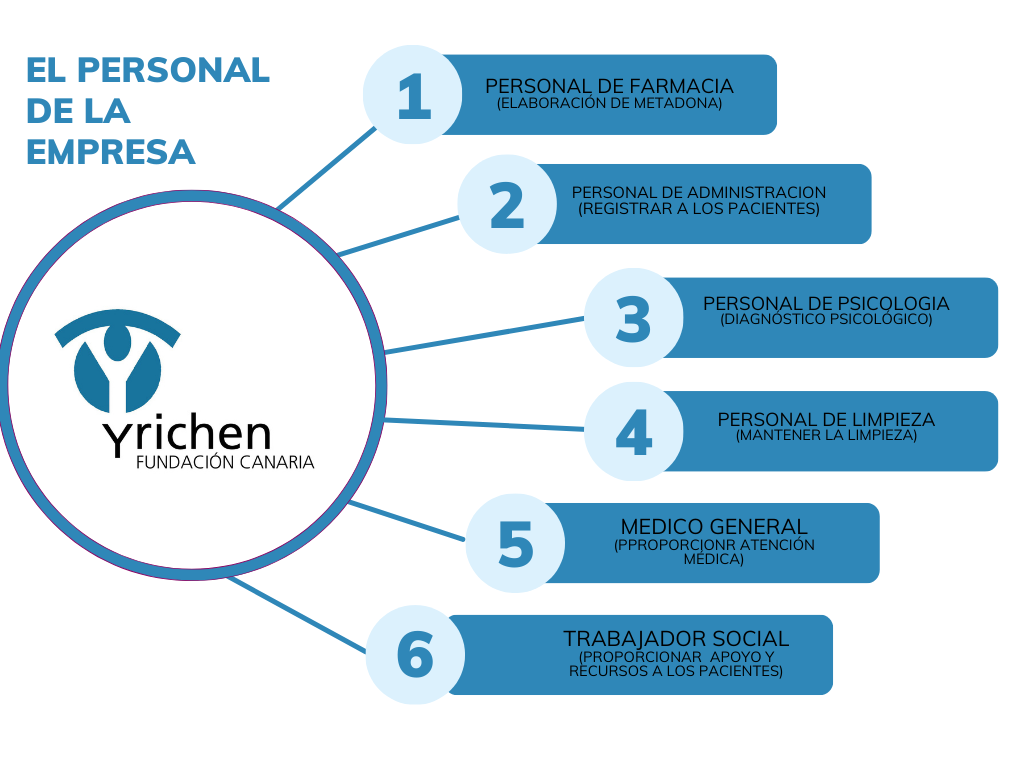 EL PERSONAL
DE LA
EMPRESA
1
PERSONAL DE FARMACIA
(ELABORACIÓN DE METADONA)
2
PERSONAL DE ADMINISTRACION
(REGISTRAR A LOS PACIENTES)
3
PERSONAL DE PSICOLOGIA
(DIAGNÓSTICO PSICOLÓGICO)
4
PERSONAL DE LIMPIEZA
(MANTENER LA LIMPIEZA)
Yrichen
FUNDACIÓN CANARIA
5
MEDICO GENERAL
(PPROPORCIONR ATENCIÓN
MÉDICA)
6
TRABAJADOR SOCIAL
(PROPORCIONAR APOYO Y
RECURSOS A LOS PACIENTES)